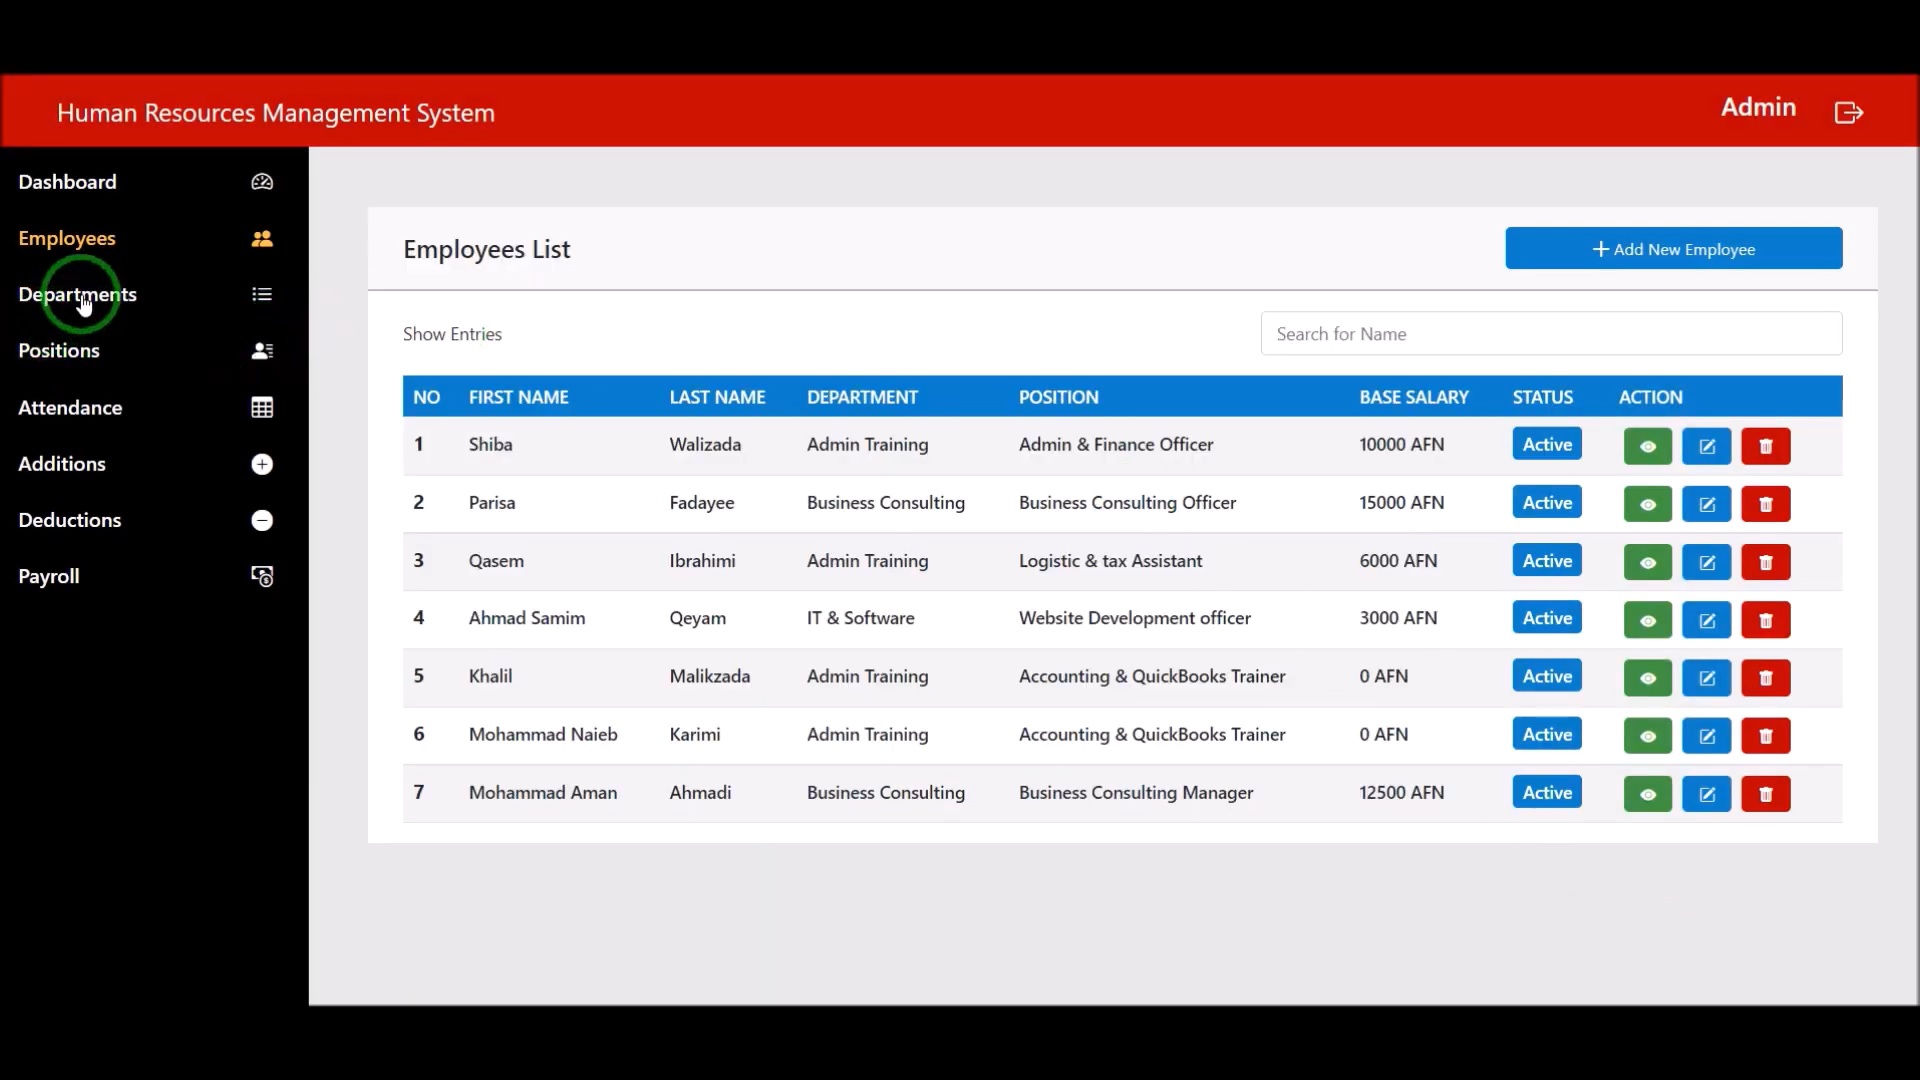 Human Resources Management System
Admin
Dashboard
Employees
Departments
Positions
Attendance
Additions
Deductions
Payroll
Employees List
Add New Employee
Show Entries
Search for Name
NO FIRST NAME LAST NAME DEPARTMENT POSITION BASE SALARY STATUS ACTION
1 Shiba Walizada Admin Training Admin & Finance Officer 10000 AFN Active
2 Parisa Fadayee Business Consulting Business Consulting Officer 15000 AFN Active
3 Qasem Ibrahimi Admin Training Logistic & tax Assistant 6000 AFN Active
4 Ahmad Samim Qeyam IT & Software Website Development officer 3000 AFN Active
5 Khalil Malikzada Admin Training Accounting & QuickBooks Trainer 0 AFN Active
6 Mohammad Naieb Karimi Admin Training Accounting & QuickBooks Trainer 0 AFN Active
7 Mohammad Aman Ahmadi Business Consulting Business Consulting Manager 12500 AFN Active